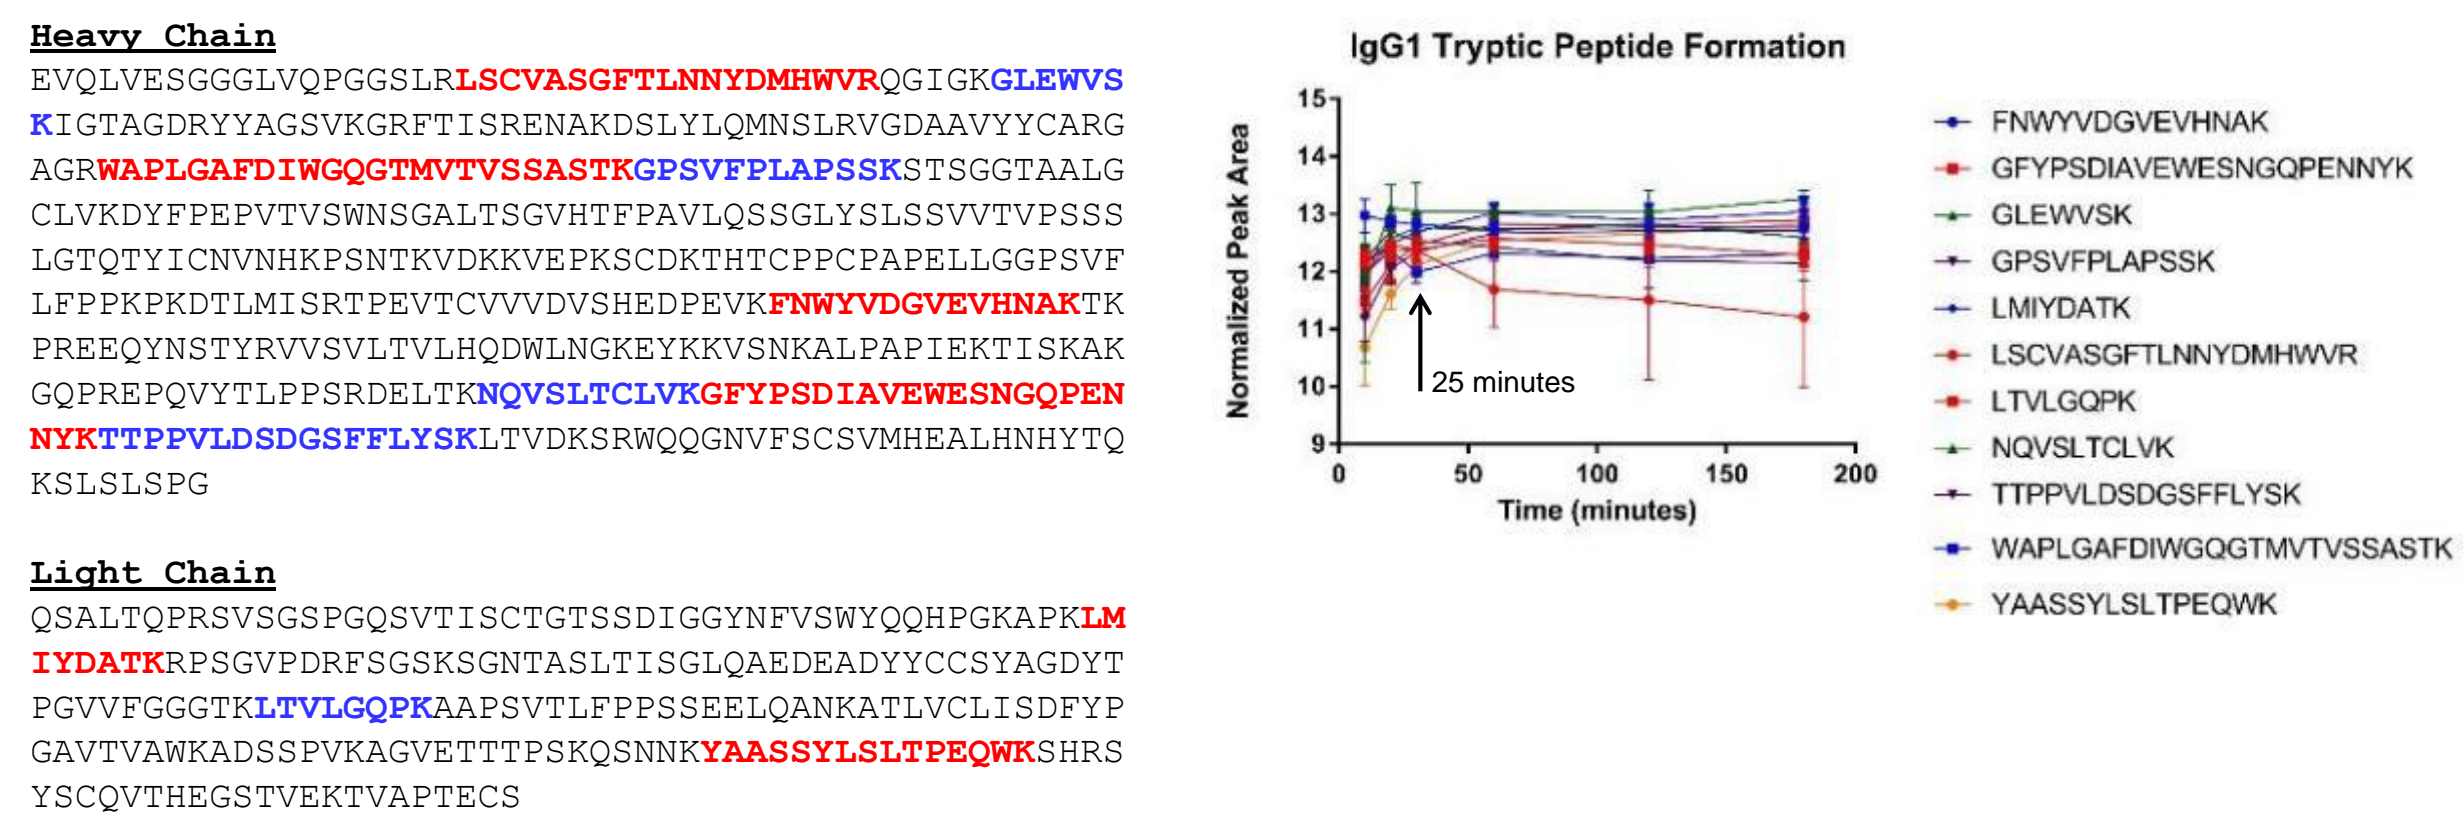 Heavy Chain
EVQLVESGGGLVQPGGSLRLSCVASGFTLNNYDMHWVRQGIGKGLEWVS
KIGTAGDRYYAGSVKGRFTISRENAKDSLYLQMNSLRVGDAAVYYCARG
AGRWAPLGAFDIWGQGTMVTVSSASTKGPSVFPLAPSSKSTSGGTAALG
CLVKDYFPEPVTVSWNSGALTSGVHTFPAVLQSSGLYSLSSVVTVPSSS
LGTQTYICNVNHKPSNTKVDKKVEPKSCDKTHTCPPCPAPELLGGPSVF
LFPPKPKDTLMISRTPEVTCVVVDVSHEDPEVKFNWYVDGVEVHNAKTK
PREEQYNSTYRVVSVLTVLHQDWLNGKEYKKVSNKALPAPIEKTISKAK
GQPREPQVYTLPPSRDELTKNQVSLTCLVKGFYPSDIAVEWESNGQPEN
NYKTTPPVLDSDGSFFLYSKLTVDKSRWQQGNVFSCSVMHEALHNHYTQ
KSLSLSPG
Light Chain
QSALTQPRSVSGSPGQSVTISCTGTSSDIGGYNFVSWYQQHPGKAPKLM
IYDATKRPSGVPDRFSGSKSGNTASLTISGLQAEDEADYYCCSYAGDYT
PGVVFGGGTKLTVLGQPKAAPSVTLFPPSSEELQANKATLVCLISDFYP
GAVTVAWKADSSPVKAGVETTTPSKQSNNKYAASSYLSLTPEQWKSHRS
YSCQVTHEGSTVEKTVAPTECS
IgG1 Tryptic Peptide Formation
Normalized Peak Area
15
14
13
12
11
10
9
25 minutes
0 50 100 150 200
Time (minutes)
FNWYVDGVEVHNAK
GFYPSDIAVEWESNGQPENNYK
GLEWVSK
GPSVFPLAPSSK
LMIYDATK
LSCVASGFTLNNYDMHWVR
LTVLGQPK
NQVSLTCLVK
TTPPVLDSDGSFFLYSK
WAPLGAFDIWGQGTMVTVSSASTK
YAASSYLSLTPEQWK